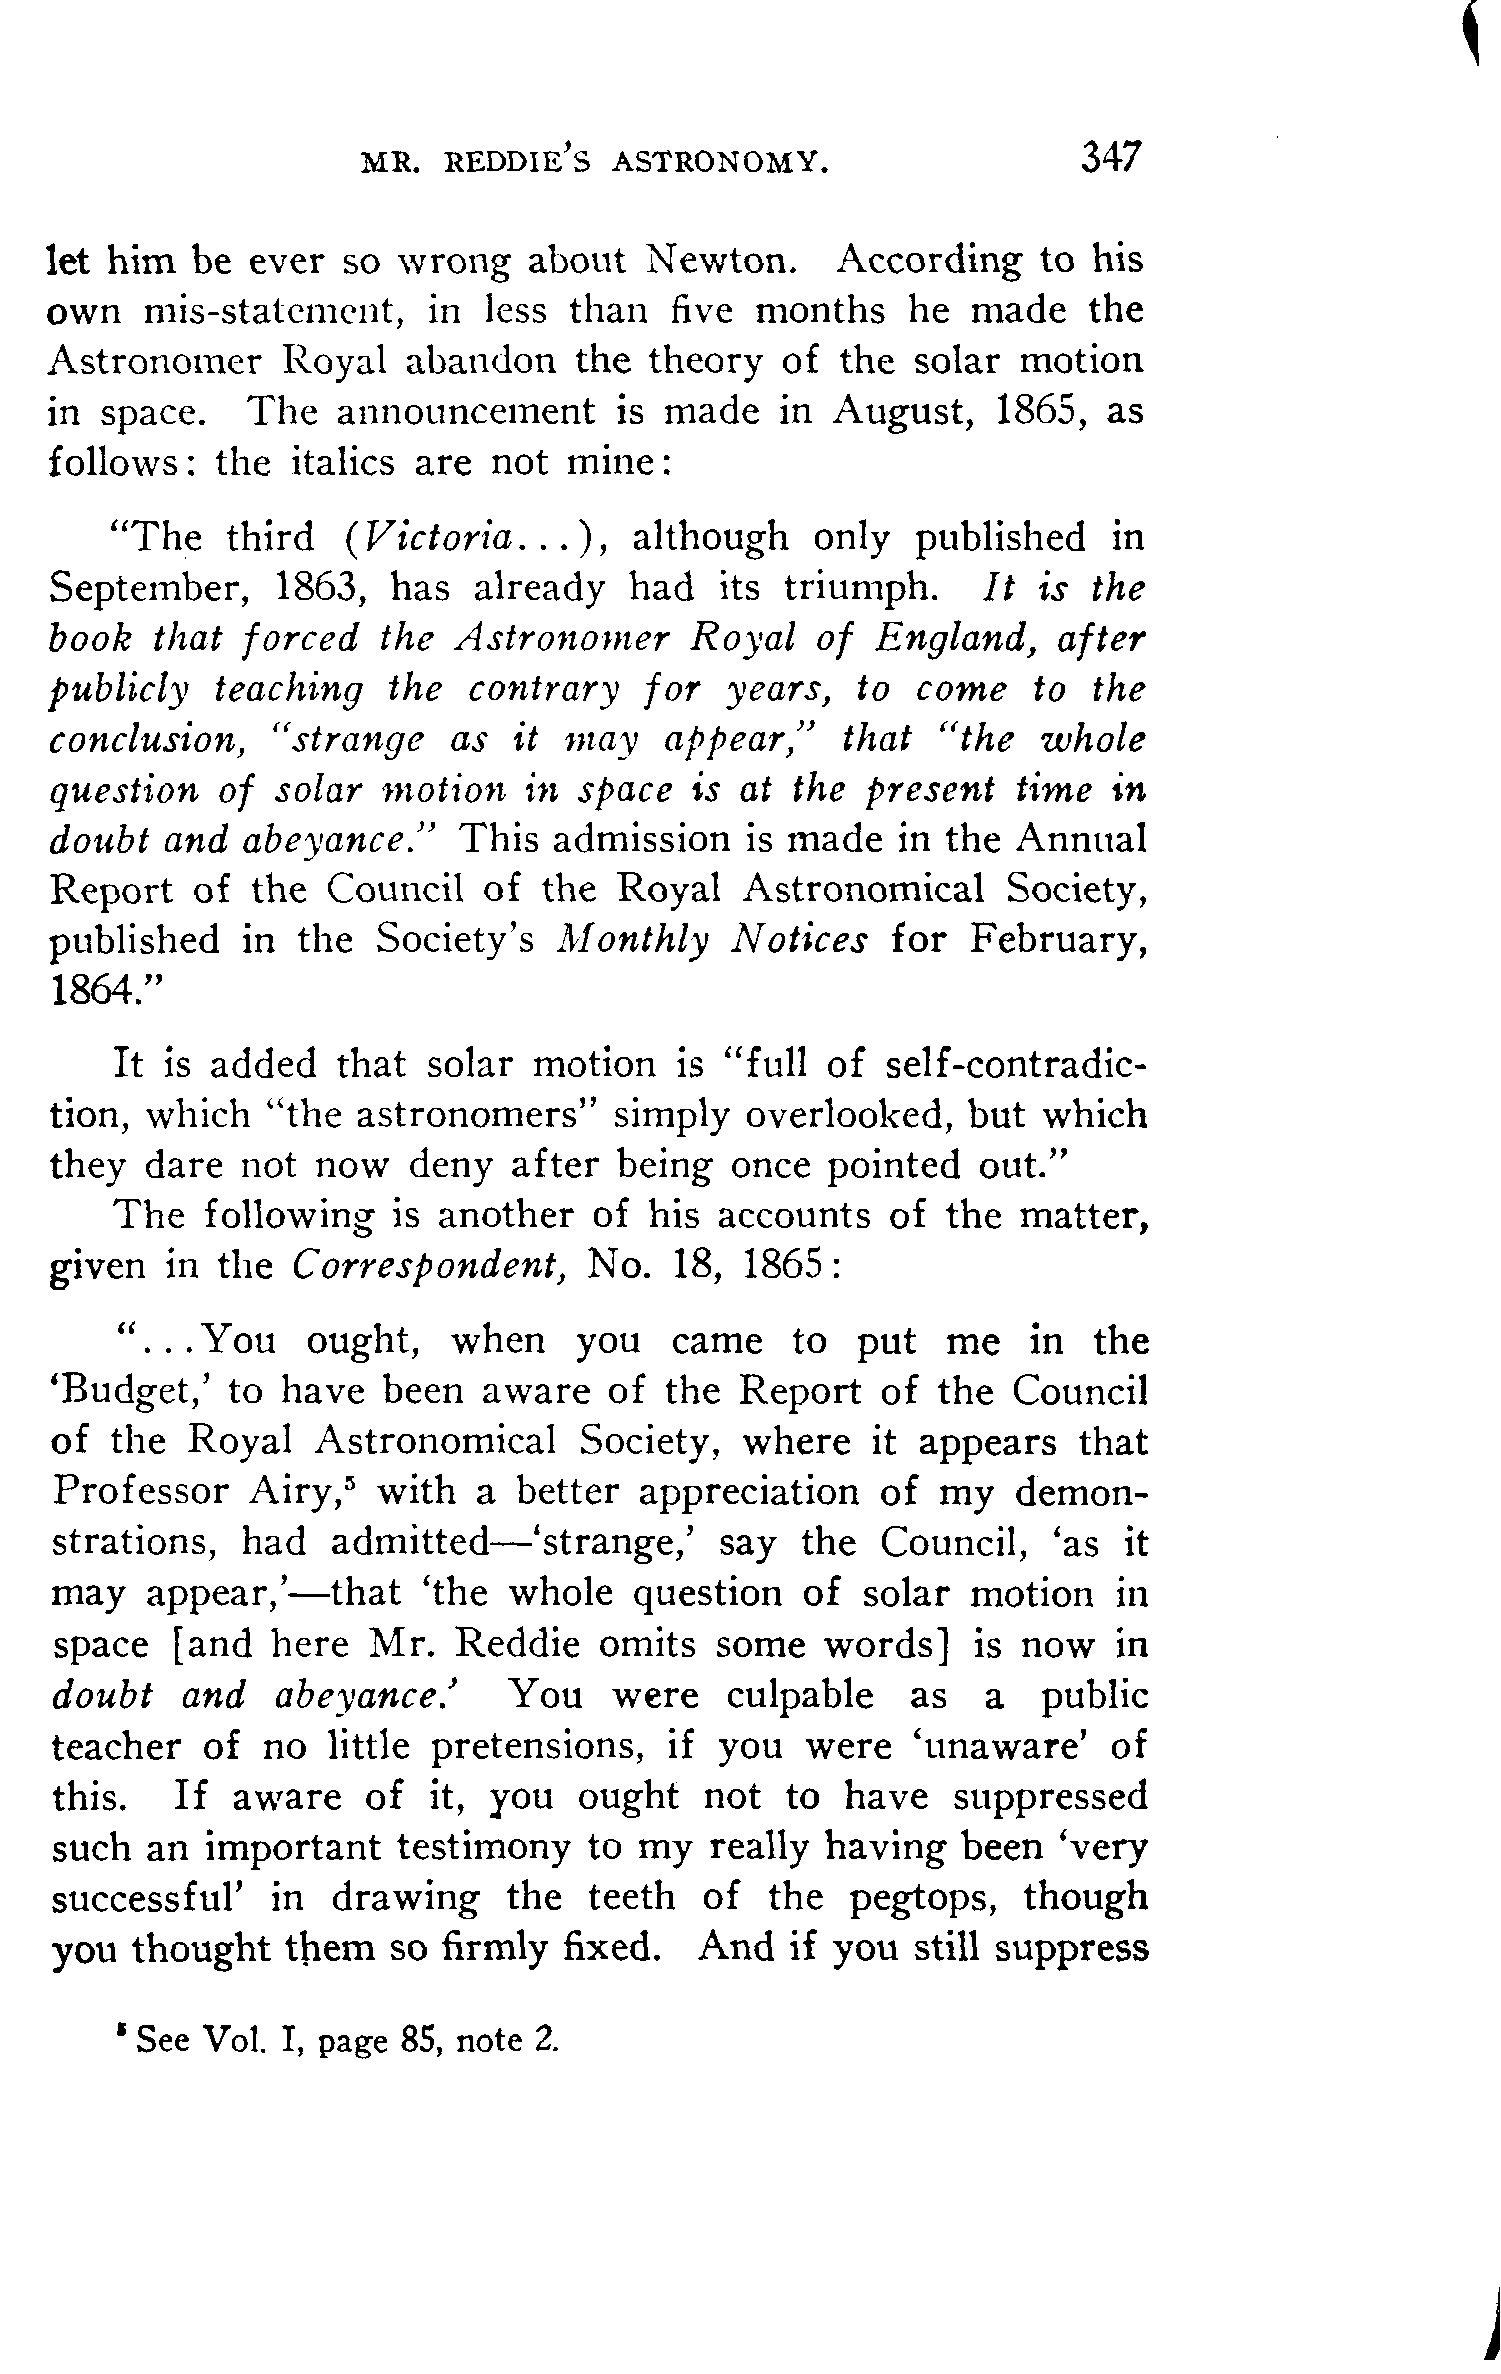 MR. REDDIE'S ASTRONOMY. 347
let him be ever so wrong about Newton. According to his
own mis-statement, in less than five months he made the
Astronomer Royal abandon the theory of the solar motion
in space. The announcement is made in August, 1865, as
follows: the italics are not mine:
"The third (Victoria...), although only published in
September, 1863, has already had its triumph. It is the
book that forced the Astronomer Royal of England, after
publicly teaching the contrary for years, to come to the
conclusion, "strange as it may appear," that "the whole
question of solar motion in space is at the present time in
doubt and abeyance." This admission is made in the Annual
Report of the Council of the Royal Astronomical Society,
published in the Society's Monthly Notices for February,
1864."
It is added that solar motion is "full of self-contradic-
tion, which "the astronomers" simply overlooked, but which
they dare not now deny after being once pointed out."
The following is another of his accounts of the matter,
given in the Correspondent, No. 18, 1865:
"...You ought, when you came to put me in the
'Budget,' to have been aware of the Report of the Council
of the Royal Astronomical Society, where it appears that
Professor Airy,⁵ with a better appreciation of my demon-
strations, had admitted—'strange,' say the Council, 'as it
may appear,'—that 'the whole question of solar motion in
space [and here Mr. Reddie omits some words] is now in
doubt and abeyance.' You were culpable as a public
teacher of no little pretensions, if you were 'unaware' of
this. If aware of it, you ought not to have suppressed
such an important testimony to my really having been 'very
successful' in drawing the teeth of the pegtops, though
you thought them so firmly fixed. And if you still suppress
⁵ See Vol. I, page 85, note 2.